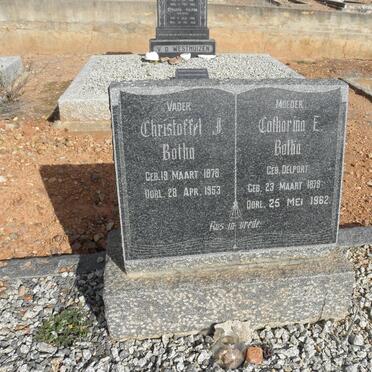 V.D. WESTHUIZEN
VADER
Christoffel J.
Botha
GEB. 19 MAART 1878
OORL. 28 APR. 1953
MOEDER
Catharina E.
Botha
GEB. DELPORT
GEB. 23 MAART 1879
OORL. 25 MEI 1962
Rus in vrede